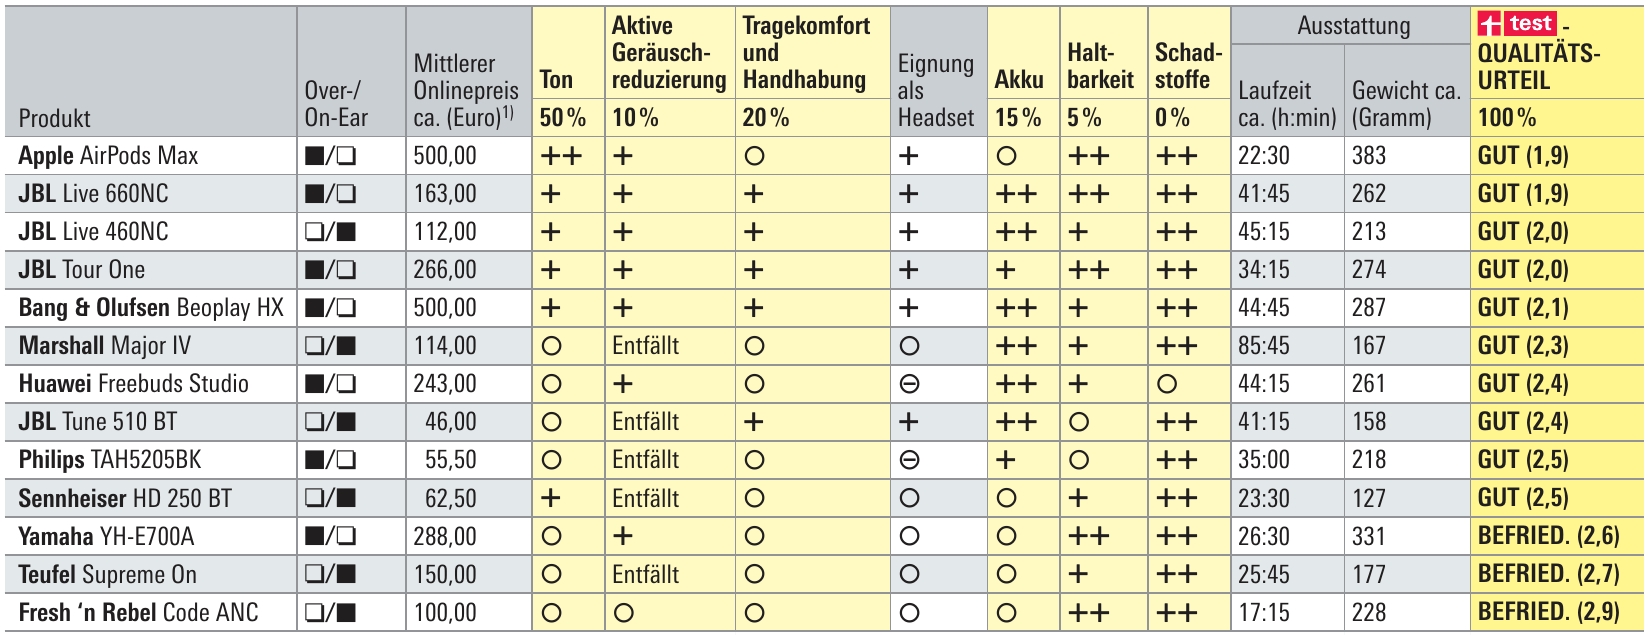 Produkt Over-/On-Ear Mittlerer Onlinepreis ca. (Euro)1) Ton Aktive Geräusch-reduzierung Tragekomfort und Handhabung Eignung als Headset Akku Halt-barkeit Schad-stoffe Ausstattung Laufzeit ca. (h:min) Gewicht ca. (Gramm) test - QUALITÄTS-URTEIL
50 % 10 % 20 % 15 % 5 % 0 % 100 %
Apple AirPods Max ■/❏ 500,00 ++ + ○ + ○ ++ ++ 22:30 383 GUT (1,9)
JBL Live 660NC ■/❏ 163,00 + + + + ++ ++ ++ 41:45 262 GUT (1,9)
JBL Live 460NC ❏/■ 112,00 + + + + ++ + ++ 45:15 213 GUT (2,0)
JBL Tour One ■/❏ 266,00 + + + + + ++ ++ 34:15 274 GUT (2,0)
Bang & Olufsen Beoplay HX ■/❏ 500,00 + + + + ++ + ++ 44:45 287 GUT (2,1)
Marshall Major IV ❏/■ 114,00 ○ Entfällt ○ ○ ++ + ++ 85:45 167 GUT (2,3)
Huawei Freebuds Studio ■/❏ 243,00 ○ + ○ ⊖ ++ + ○ 44:15 261 GUT (2,4)
JBL Tune 510 BT ❏/■ 46,00 ○ Entfällt + + ++ ○ ++ 41:15 158 GUT (2,4)
Philips TAH5205BK ■/❏ 55,50 ○ Entfällt ○ ⊖ + ○ ++ 35:00 218 GUT (2,5)
Sennheiser HD 250 BT ❏/■ 62,50 + Entfällt ○ ○ ○ + ++ 23:30 127 GUT (2,5)
Yamaha YH-E700A ■/❏ 288,00 ○ + ○ ○ ○ ++ ++ 26:30 331 BEFRIED. (2,6)
Teufel Supreme On ❏/■ 150,00 ○ Entfällt ○ ○ ○ + ++ 25:45 177 BEFRIED. (2,7)
Fresh ‘n Rebel Code ANC ❏/■ 100,00 ○ ○ ○ ○ ○ ++ ++ 17:15 228 BEFRIED. (2,9)